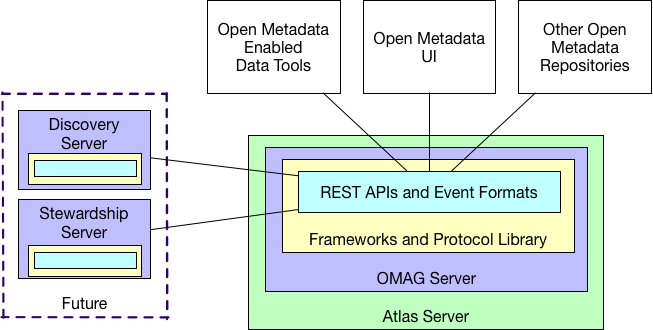 Open Metadata
Enabled
Data Tools
Open Metadata
UI
Other Open
Metadata
Repositories
Discovery
Server
Stewardship
Server
Future
REST APIs and Event Formats
Frameworks and Protocol Library
OMAG Server
Atlas Server